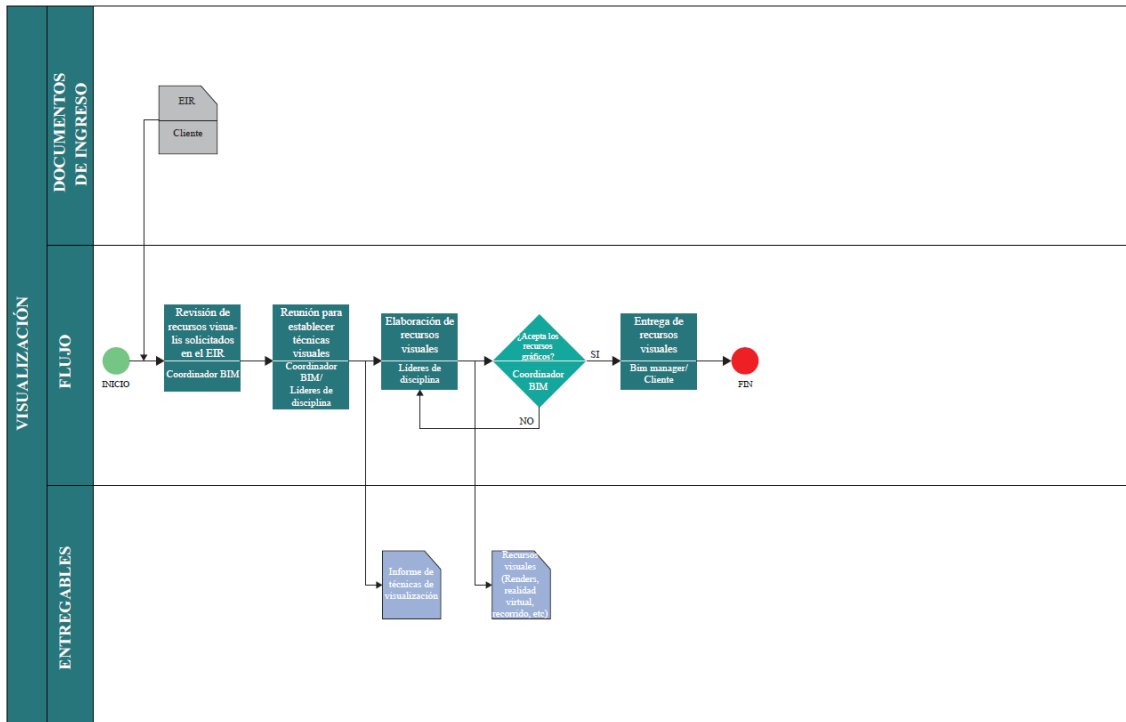 VISUALIZACIÓN
DOCUMENTOS
DE INGRESO
EIR
Cliente
FLUJO
INICIO
Revisión de
recursos visua-
lis solicitados
en el EIR
Coordinador BIM
Reunión para
establecer
técnicas
visuales
Coordinador
BIM/
Líderes de
disciplina
Elaboración de
recursos
visuales
Líderes de
disciplina
¿Acepta los
recursos
gráficos?
Coordinador
BIM
SI
NO
Entrega de
recursos
visuales
Bim manager/
Cliente
FIN
ENTREGABLES
Informe de
técnicas de
visualización
Recursos
visuales
(Renders,
realidad
virtual,
recorrido, etc)